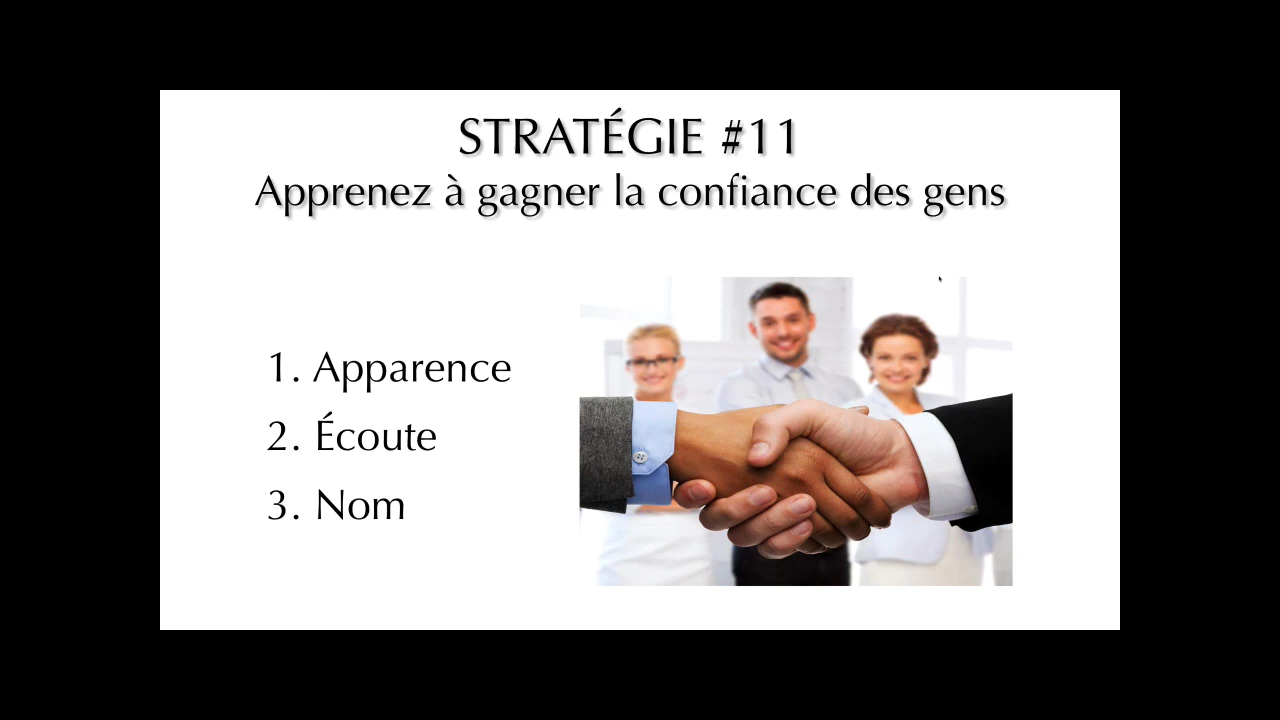 STRATÉGIE #11
Apprenez à gagner la confiance des gens
1. Apparence
2. Écoute
3. Nom